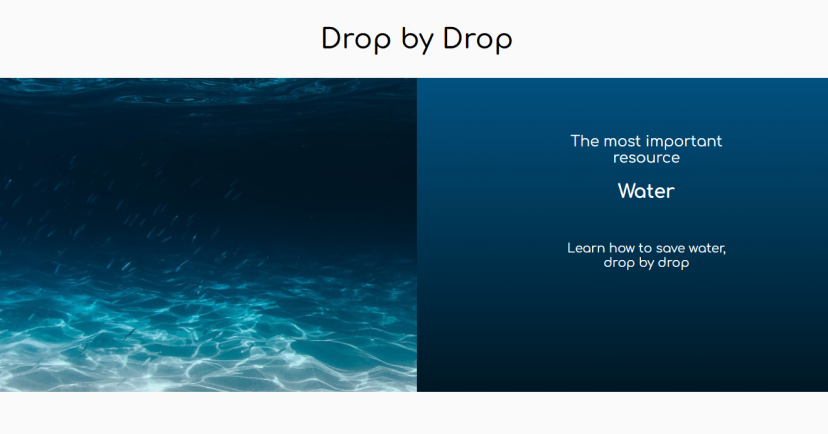 Drop by Drop
The most important
resource
Water
Learn how to save water,
drop by drop